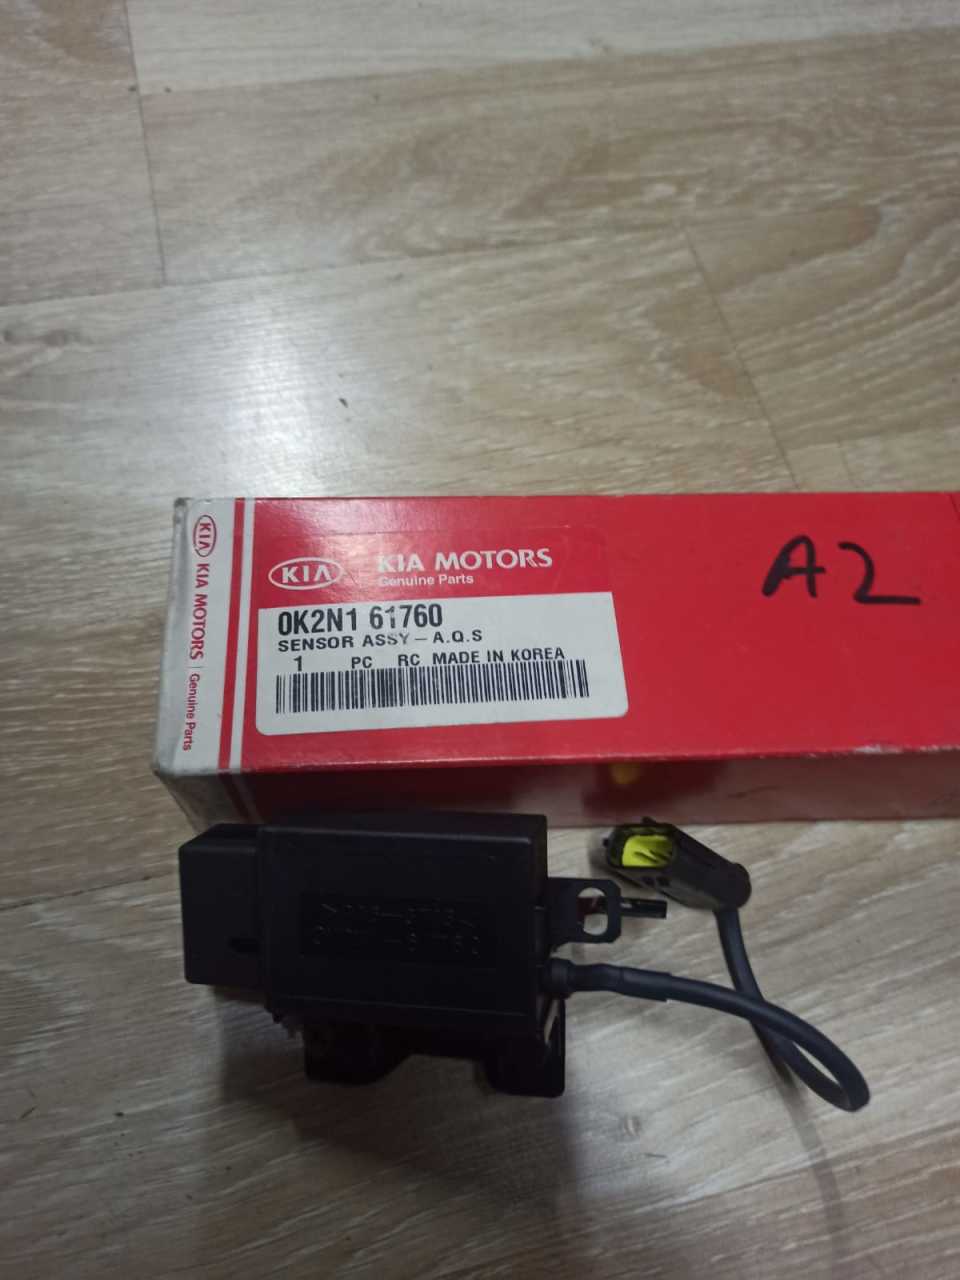 KIA
KIA MOTORS
Genuine Parts
KIA
KIA MOTORS
Genuine Parts
0K2N1 61760
SENSOR ASSY – A.Q.S
1 PC RC MADE IN KOREA
A2